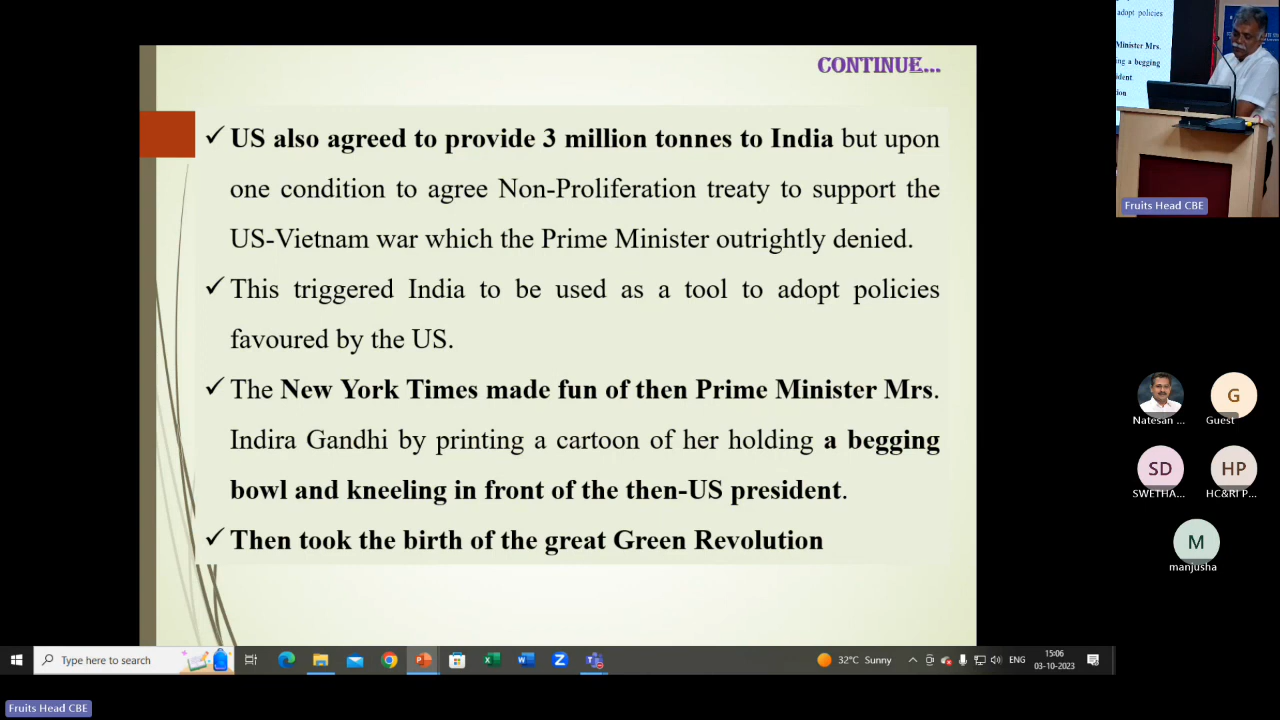 CONTINUE...
✓ US also agreed to provide 3 million tonnes to India but upon
one condition to agree Non-Proliferation treaty to support the
US-Vietnam war which the Prime Minister outrightly denied.
✓ This triggered India to be used as a tool to adopt policies
favoured by the US.
✓ The New York Times made fun of then Prime Minister Mrs.
Indira Gandhi by printing a cartoon of her holding a begging
bowl and kneeling in front of the then-US president.
✓ Then took the birth of the great Green Revolution
adopt policies
Minister Mrs.
a begging
Fruits Head CBE
Natesan ...
G
Guest
SD
SWETHA...
HP
HC&RI P...
M
manjusha
Type here to search
32°C Sunny
ENG
15:06
03-10-2023
Fruits Head CBE